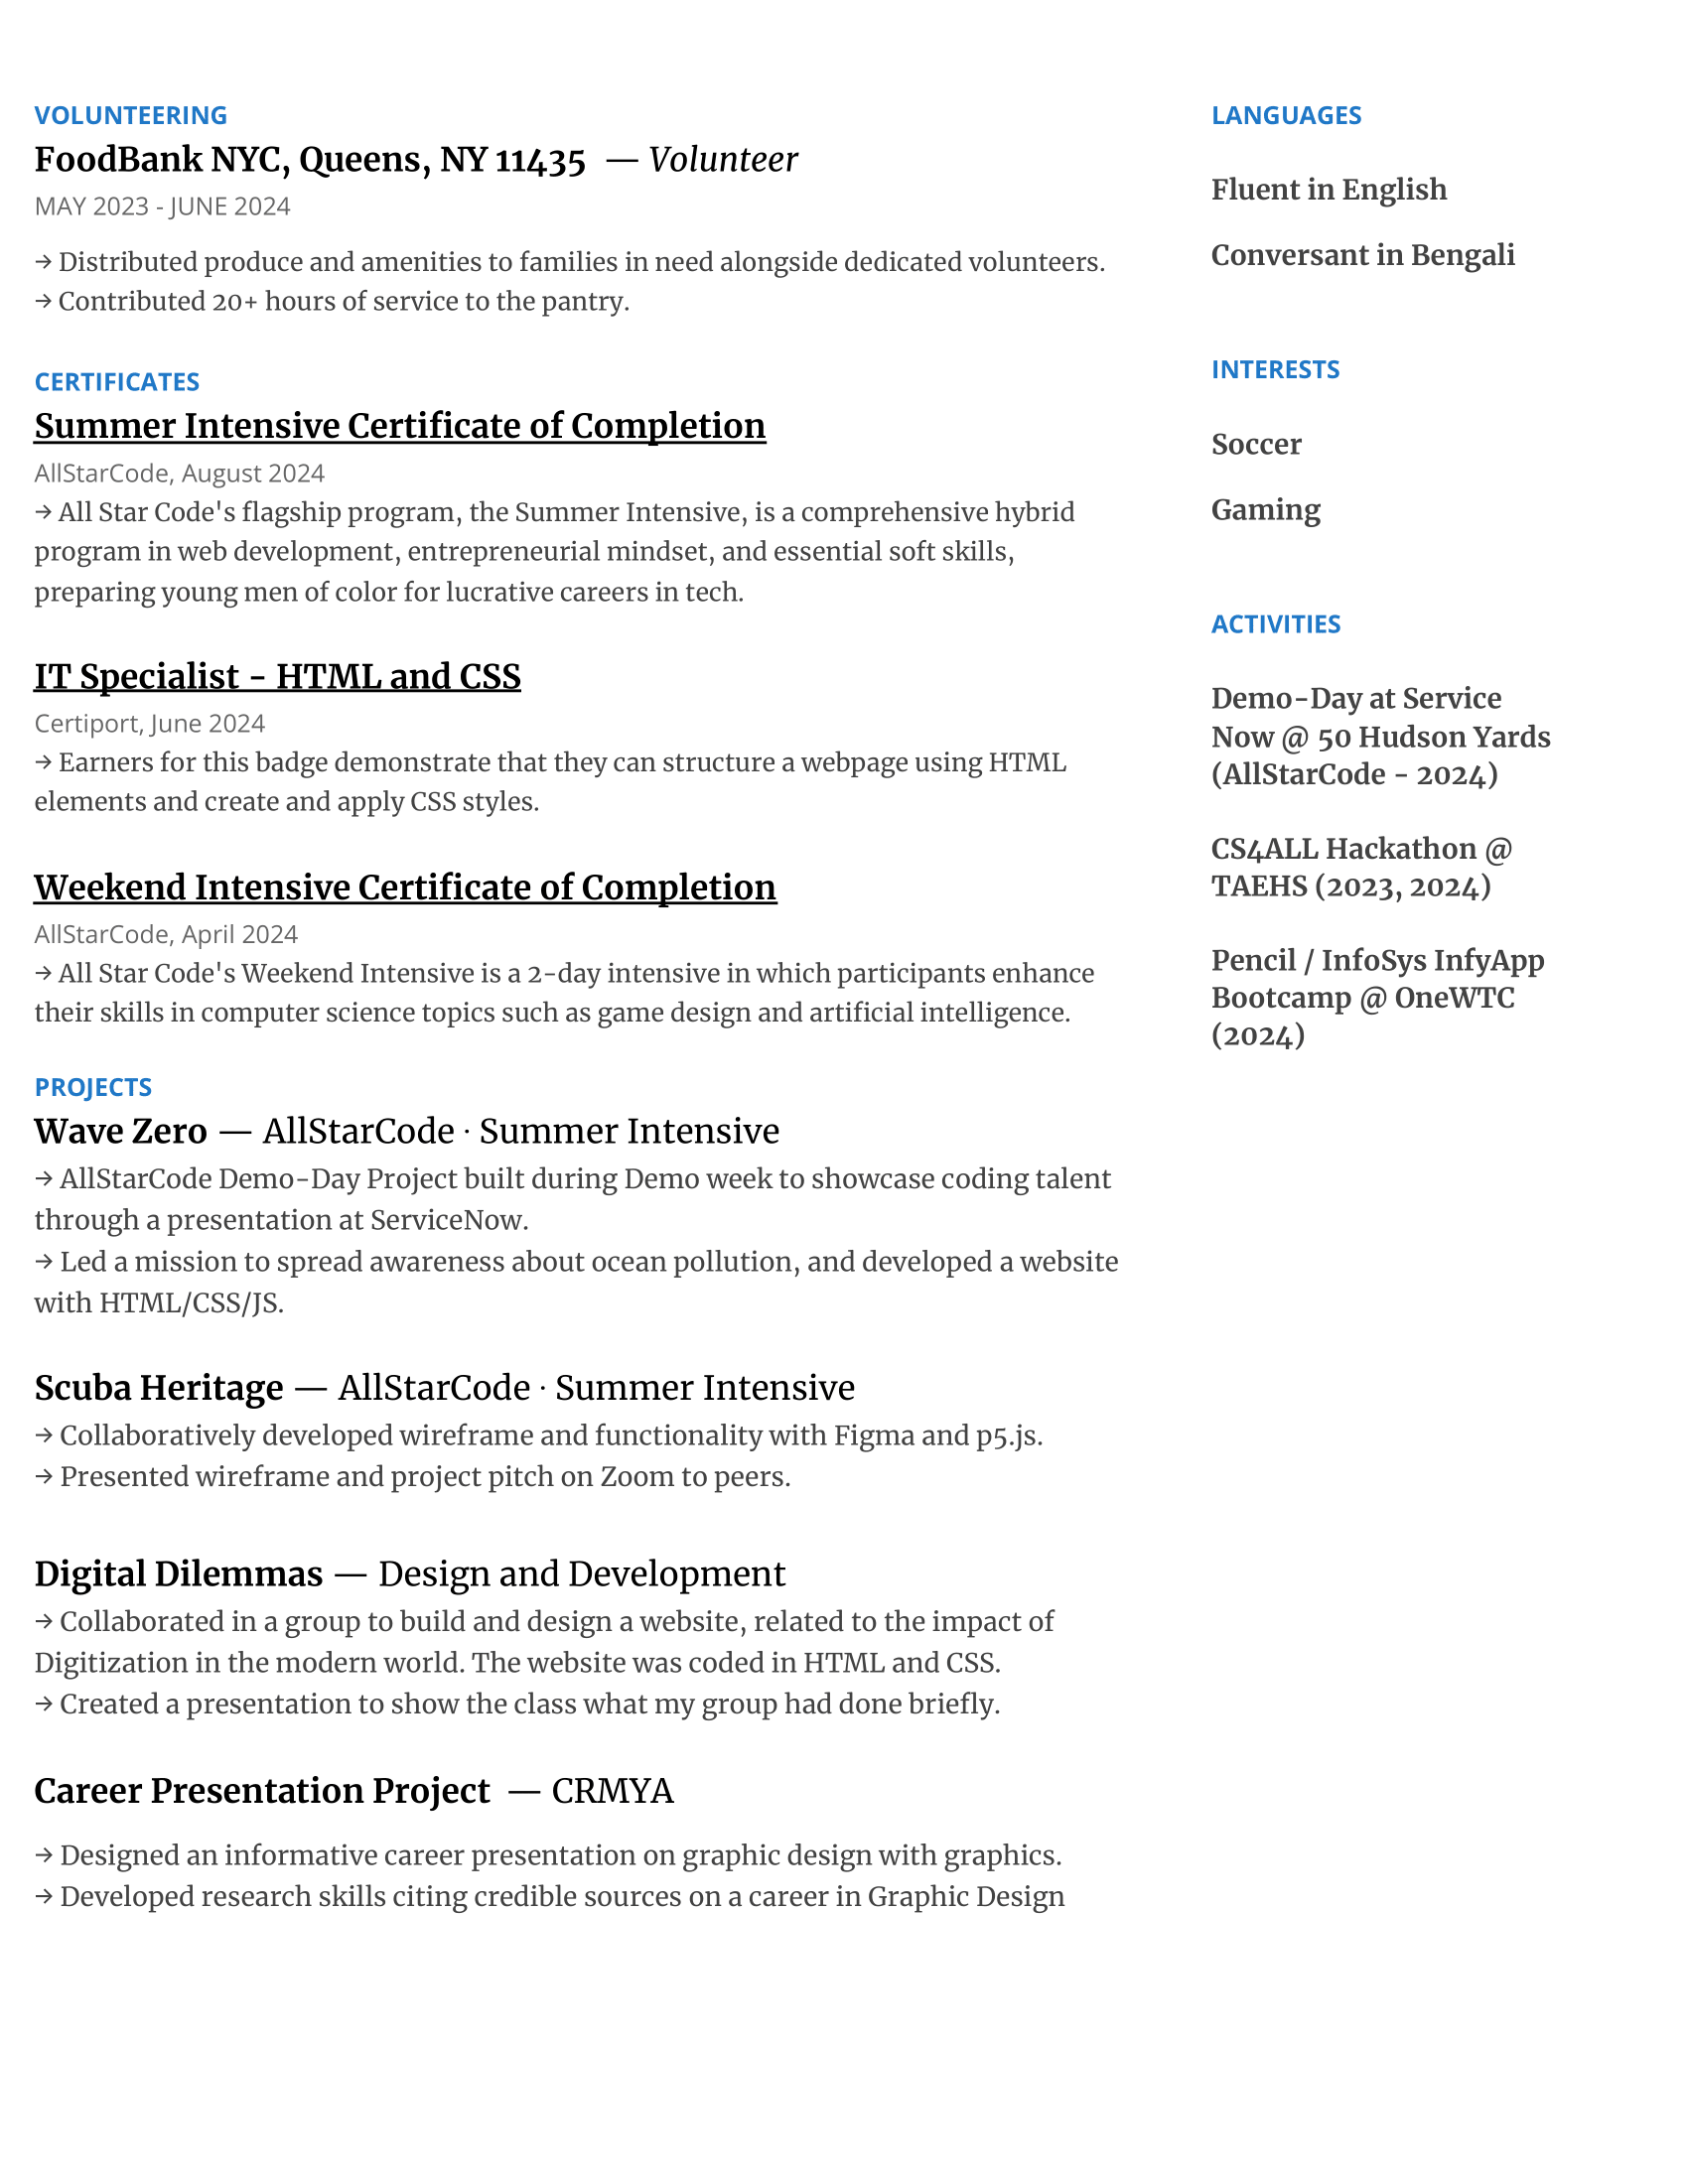 VOLUNTEERING
FoodBank NYC, Queens, NY 11435 — Volunteer
MAY 2023 - JUNE 2024
→ Distributed produce and amenities to families in need alongside dedicated volunteers.
→ Contributed 20+ hours of service to the pantry.
CERTIFICATES
Summer Intensive Certificate of Completion
AllStarCode, August 2024
→ All Star Code's flagship program, the Summer Intensive, is a comprehensive hybrid
program in web development, entrepreneurial mindset, and essential soft skills,
preparing young men of color for lucrative careers in tech.
IT Specialist - HTML and CSS
Certiport, June 2024
→ Earners for this badge demonstrate that they can structure a webpage using HTML
elements and create and apply CSS styles.
Weekend Intensive Certificate of Completion
AllStarCode, April 2024
→ All Star Code's Weekend Intensive is a 2-day intensive in which participants enhance
their skills in computer science topics such as game design and artificial intelligence.
PROJECTS
Wave Zero — AllStarCode · Summer Intensive
→ AllStarCode Demo-Day Project built during Demo week to showcase coding talent
through a presentation at ServiceNow.
→ Led a mission to spread awareness about ocean pollution, and developed a website
with HTML/CSS/JS.
Scuba Heritage — AllStarCode · Summer Intensive
→ Collaboratively developed wireframe and functionality with Figma and p5.js.
→ Presented wireframe and project pitch on Zoom to peers.
Digital Dilemmas — Design and Development
→ Collaborated in a group to build and design a website, related to the impact of
Digitization in the modern world. The website was coded in HTML and CSS.
→ Created a presentation to show the class what my group had done briefly.
Career Presentation Project — CRMYA
→ Designed an informative career presentation on graphic design with graphics.
→ Developed research skills citing credible sources on a career in Graphic Design
LANGUAGES
Fluent in English
Conversant in Bengali
INTERESTS
Soccer
Gaming
ACTIVITIES
Demo-Day at Service
Now @ 50 Hudson Yards
(AllStarCode - 2024)
CS4ALL Hackathon @
TAEHS (2023, 2024)
Pencil / InfoSys InfyApp
Bootcamp @ OneWTC
(2024)